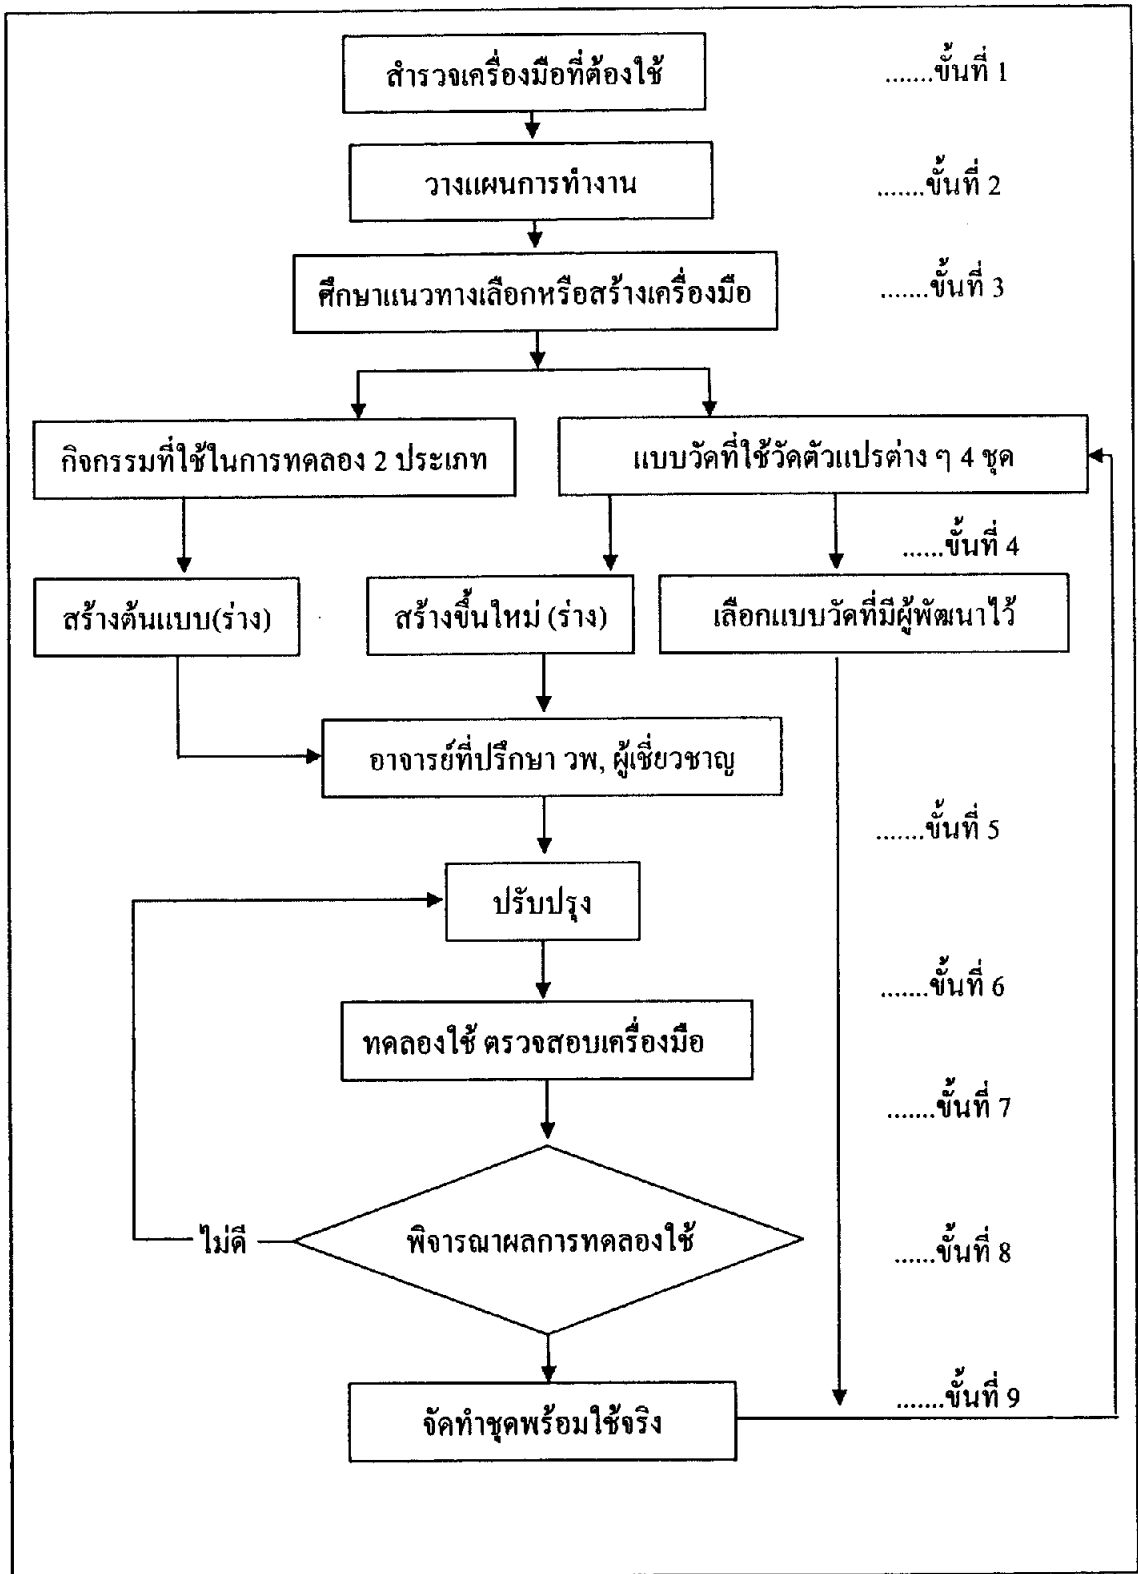 สำรวจเครื่องมือที่ต้องใช้ .......ขั้นที่ 1
วางแผนการทำงาน .......ขั้นที่ 2
ศึกษาแนวทางเลือกหรือสร้างเครื่องมือ .......ขั้นที่ 3
กิจกรรมที่ใช้ในการทดลอง 2 ประเภท แบบวัดที่ใช้วัดตัวแปรต่าง ๆ 4 ชุด
......ขั้นที่ 4
สร้างต้นแบบ(ร่าง) สร้างขึ้นใหม่ (ร่าง) เลือกแบบวัดที่มีผู้พัฒนาไว้
อาจารย์ที่ปรึกษา วพ, ผู้เชี่ยวชาญ
.......ขั้นที่ 5
ปรับปรุง
.......ขั้นที่ 6
ทดลองใช้ ตรวจสอบเครื่องมือ
.......ขั้นที่ 7
ไม่ดี พิจารณาผลการทดลองใช้ ......ขั้นที่ 8
.......ขั้นที่ 9
จัดทำชุดพร้อมใช้จริง